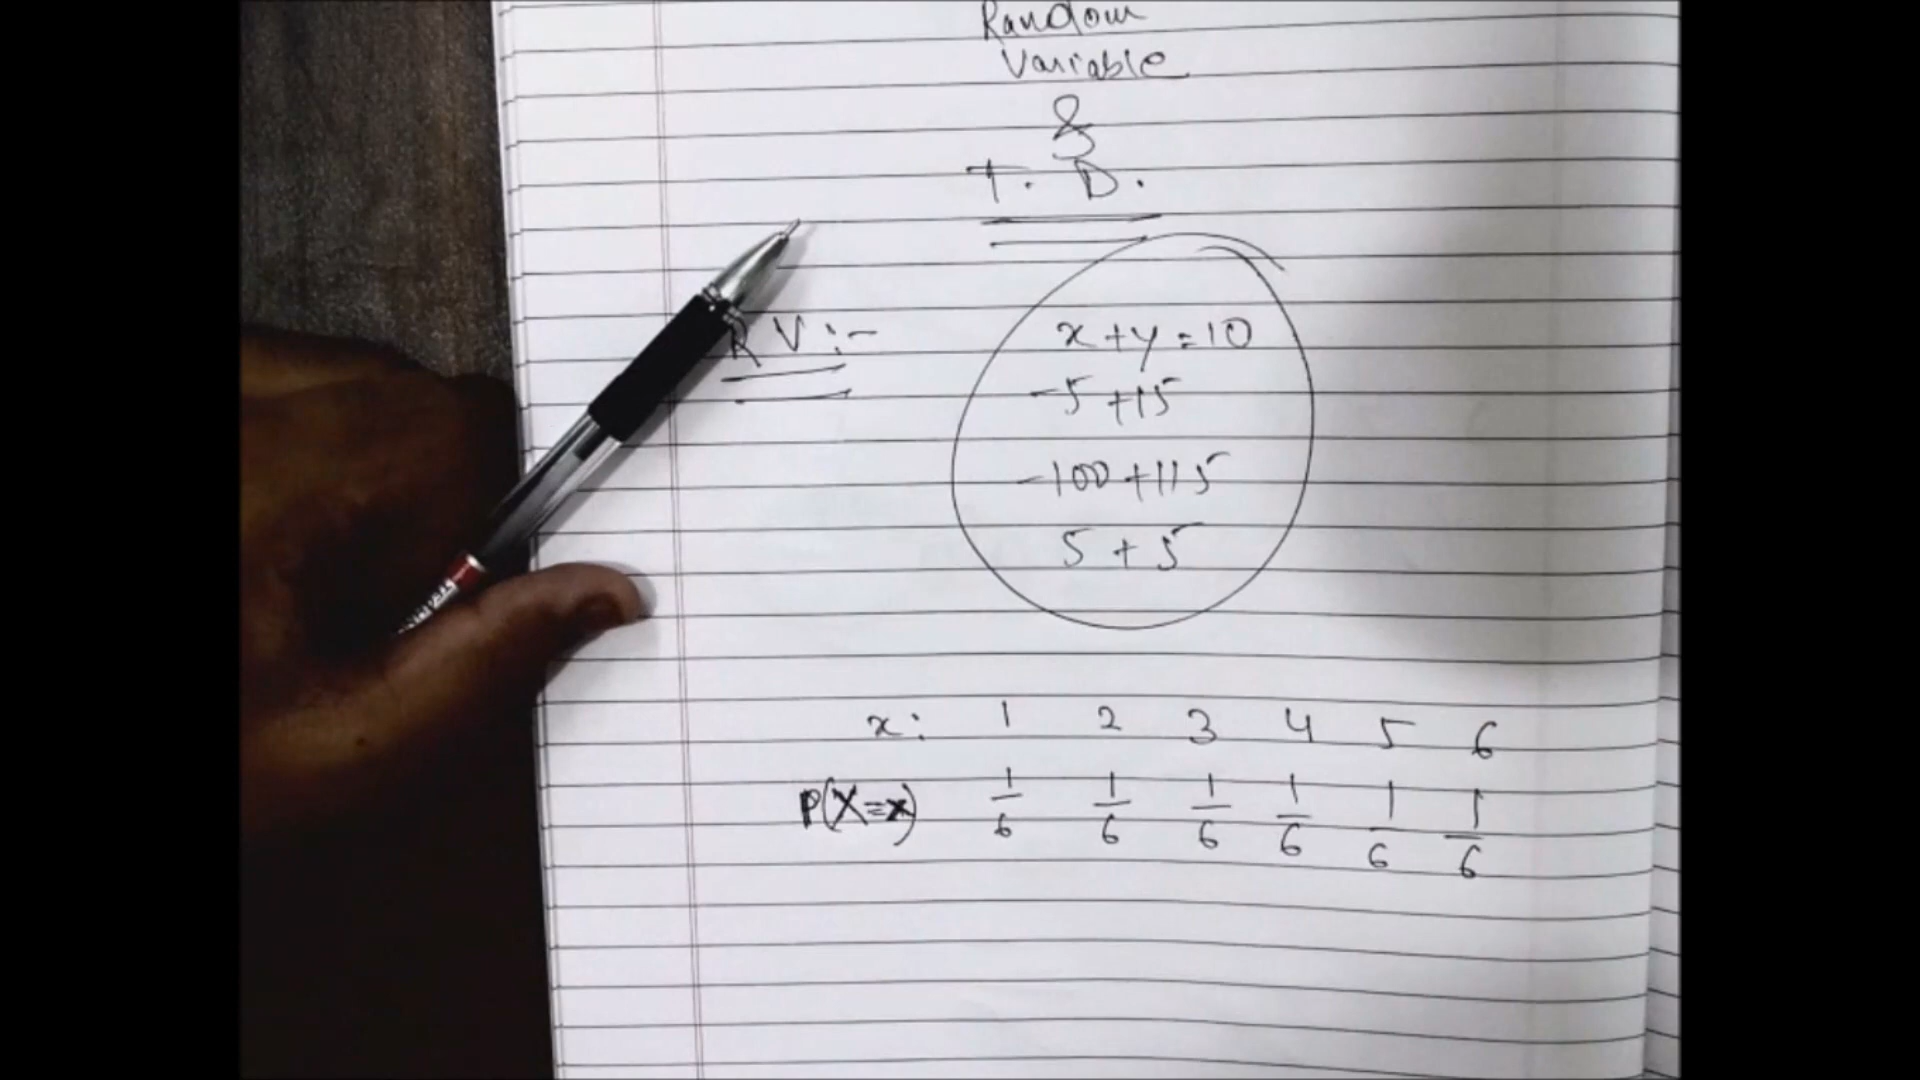 Random
Variable
&
T. D.
R V :-
x + y = 10
-5 + 15
-100 + 115
5 + 5
x: 1 2 3 4 5 6
P(X=x) 1/6 1/6 1/6 1/6 1/6 1/6